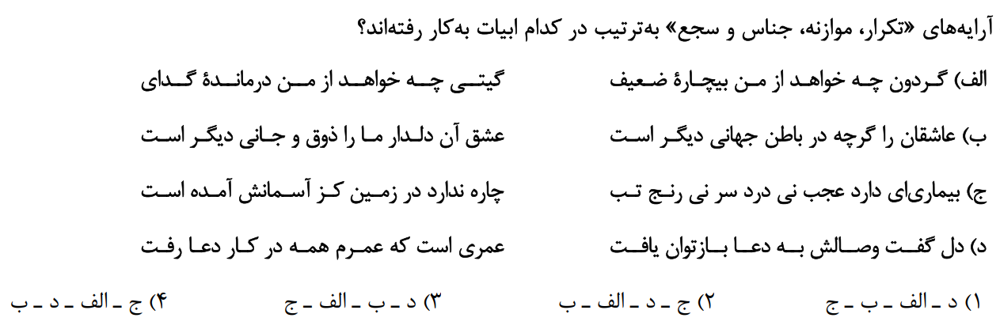 آرایه‌های «تکرار، موازنه، جناس و سجع» به‌ترتیب در کدام ابیات به‌کار رفته‌اند؟
الف) گردون چه خواهد از من بیچارهٔ ضعیف گیتی چه خواهد از من درماندهٔ گدای
ب) عاشقان را گرچه در باطن جهانی دیگر است عشق آن دلدار ما را ذوق و جانی دیگر است
ج) بیماری‌ای دارد عجب نی درد سر نی رنج تب چاره ندارد در زمین کز آسمانش آمده است
د) دل گفت وصالش به دعا بازتوان یافت عمری است که عمرم همه در کار دعا رفت
۱) د ـ الف ـ ب ـ ج ۲) ج ـ د ـ الف ـ ب ۳) د ـ ب ـ الف ـ ج ۴) ج ـ الف ـ د ـ ب